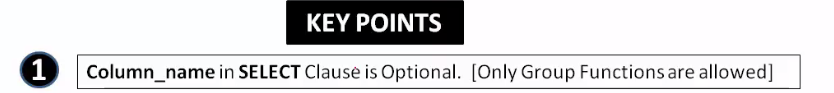 KEY POINTS
1 Column_name in SELECT Clause is Optional. [Only Group Functions are allowed]